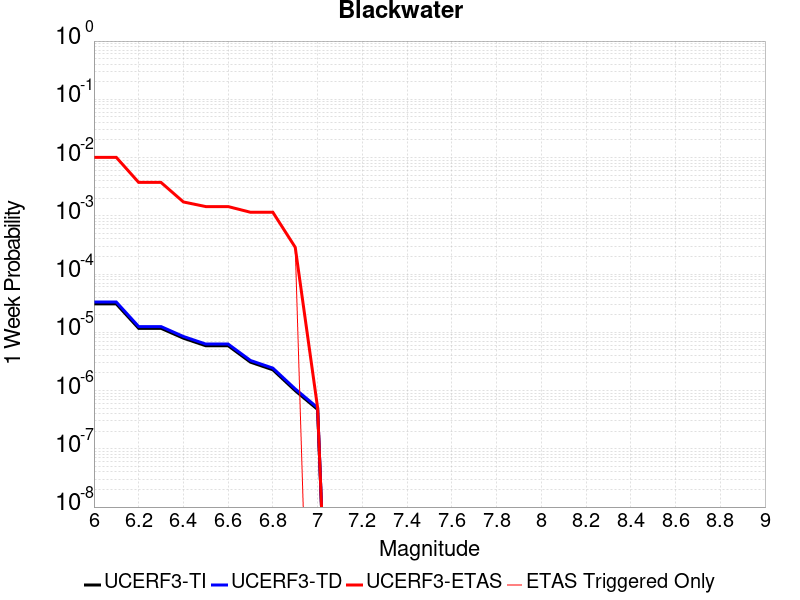 Blackwater
10^0
10^-1
10^-2
10^-3
10^-4
10^-5
10^-6
10^-7
10^-8
1 Week Probability
6 6.2 6.4 6.6 6.8 7 7.2 7.4 7.6 7.8 8 8.2 8.4 8.6 8.8 9
Magnitude
UCERF3-TI UCERF3-TD UCERF3-ETAS ETAS Triggered Only